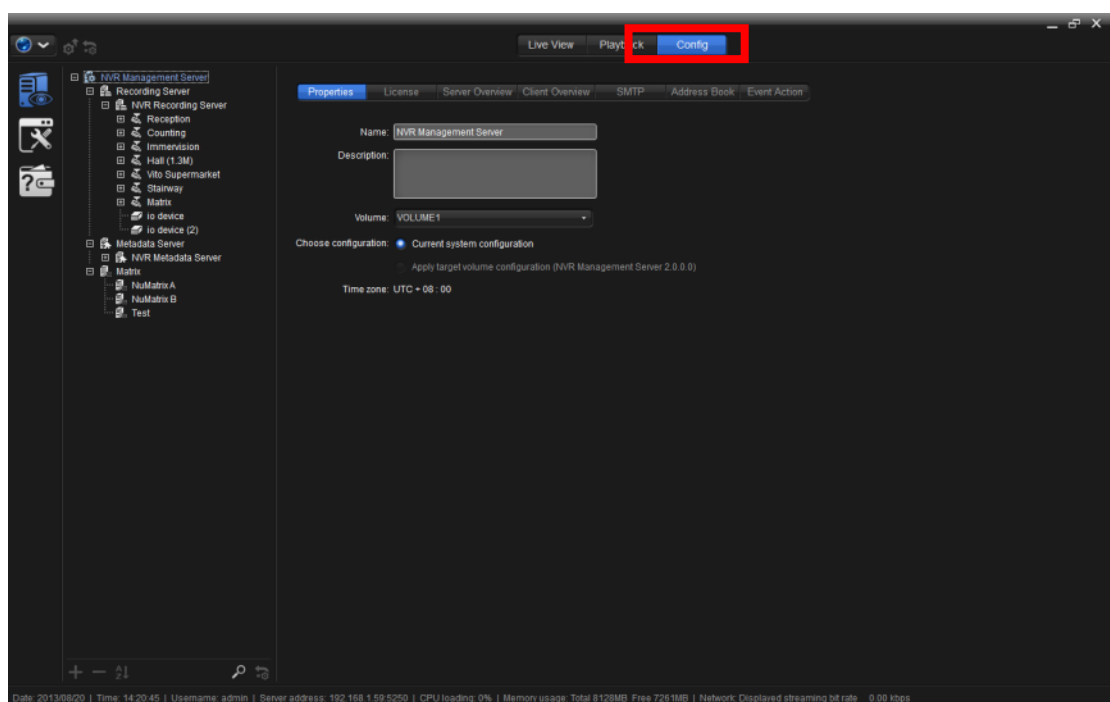 Live View Playback Config
NVR Management Server
Recording Server
NVR Recording Server
Reception
Counting
Immervision
Hall (1.3M)
Vito Supermarket
Stairway
Matrix
io device
io device (2)
Metadata Server
NVR Metadata Server
Matrix
NuMatrix A
NuMatrix B
Test
Properties License Server Overview Client Overview SMTP Address Book Event Action
Name: NVR Management Server
Description:
Volume: VOLUME1
Choose configuration: Current system configuration
Apply target volume configuration (NVR Management Server 2.0.0.0)
Time zone: UTC + 08 : 00
Date: 2013/08/20 | Time: 14:20:45 | Username: admin | Server address: 192.168.1.59:5250 | CPU loading: 0% | Memory usage: Total 8128MB, Free 7261MB | Network: Displayed streaming bit rate 0.00 kbps